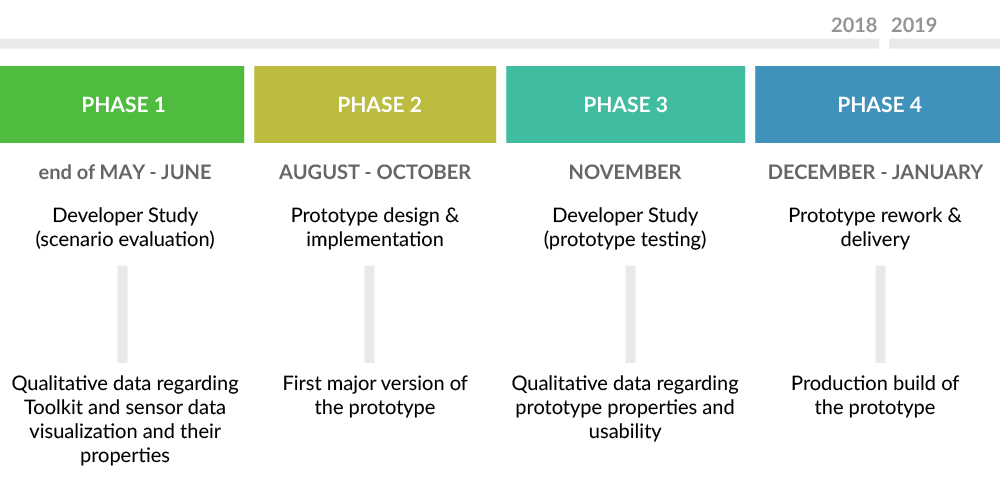 2018 2019
PHASE 1
PHASE 2
PHASE 3
PHASE 4
end of MAY - JUNE
AUGUST - OCTOBER
NOVEMBER
DECEMBER - JANUARY
Developer Study
(scenario evaluation)
Prototype design &
implementation
Developer Study
(prototype testing)
Prototype rework &
delivery
Qualitative data regarding
Toolkit and sensor data
visualization and their
properties
First major version of
the prototype
Qualitative data regarding
prototype properties and
usability
Production build of
the prototype